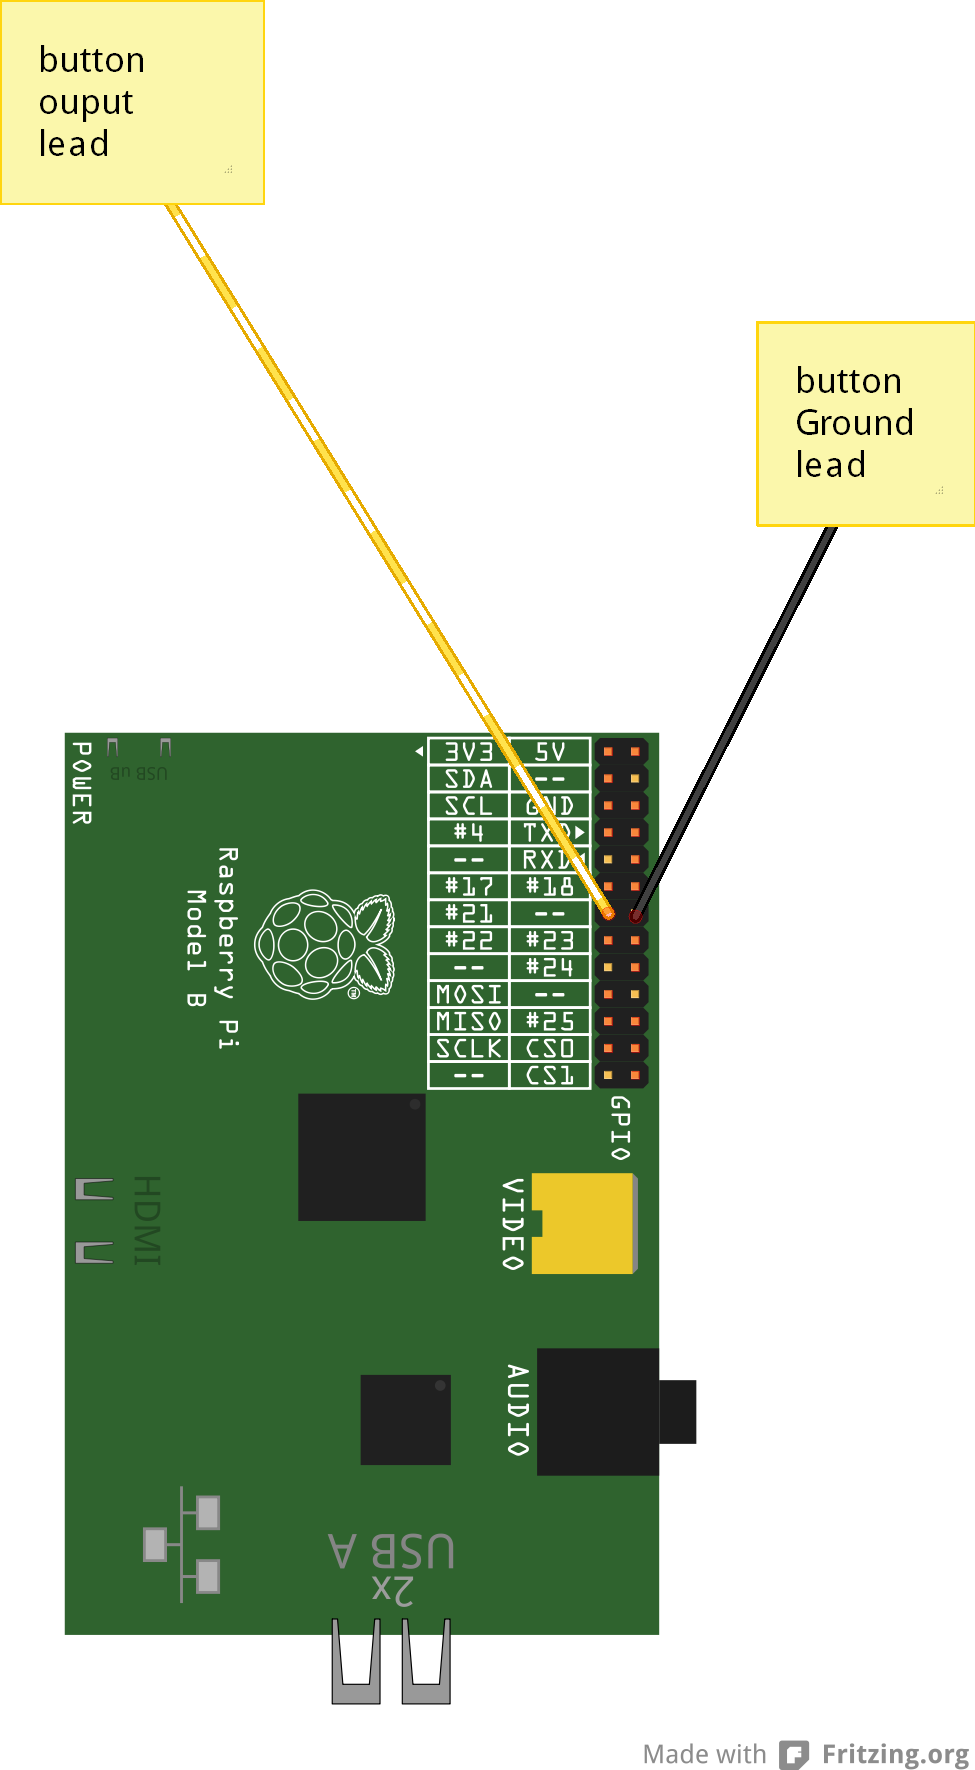 button
ouput
lead
button
Ground
lead
POWER
USB uB
3V3 5V
SDA --
SCL GND
#4 TXD
-- RXD
#17 #18
#21 --
#22 #23
-- #24
MOSI --
MISO #25
SCLK CS0
-- CS1
Raspberry Pi
Model B
TM
GPIO
HDMI
VIDEO
AUDIO
USB A
2x
Made with Fritzing.org